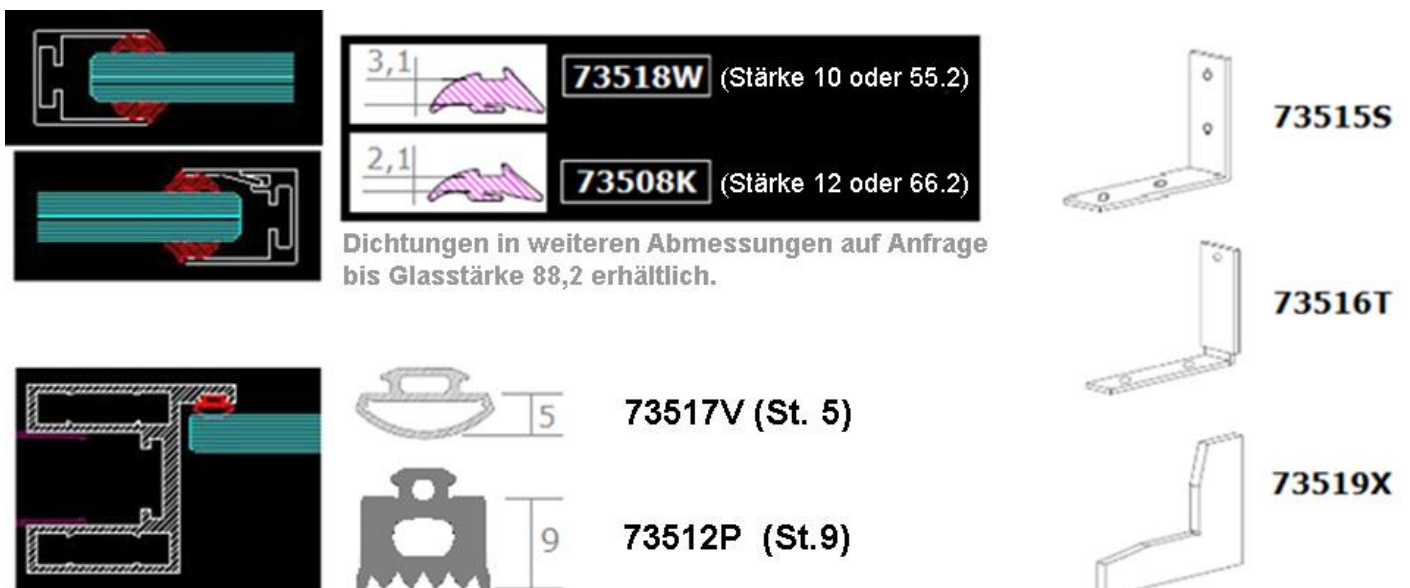 3,1
73518W (Stärke 10 oder 55.2)
2,1
73508K (Stärke 12 oder 66.2)
Dichtungen in weiteren Abmessungen auf Anfrage
bis Glasstärke 88,2 erhältlich.
5
73517V (St. 5)
9
73512P (St.9)
73515S
73516T
73519X